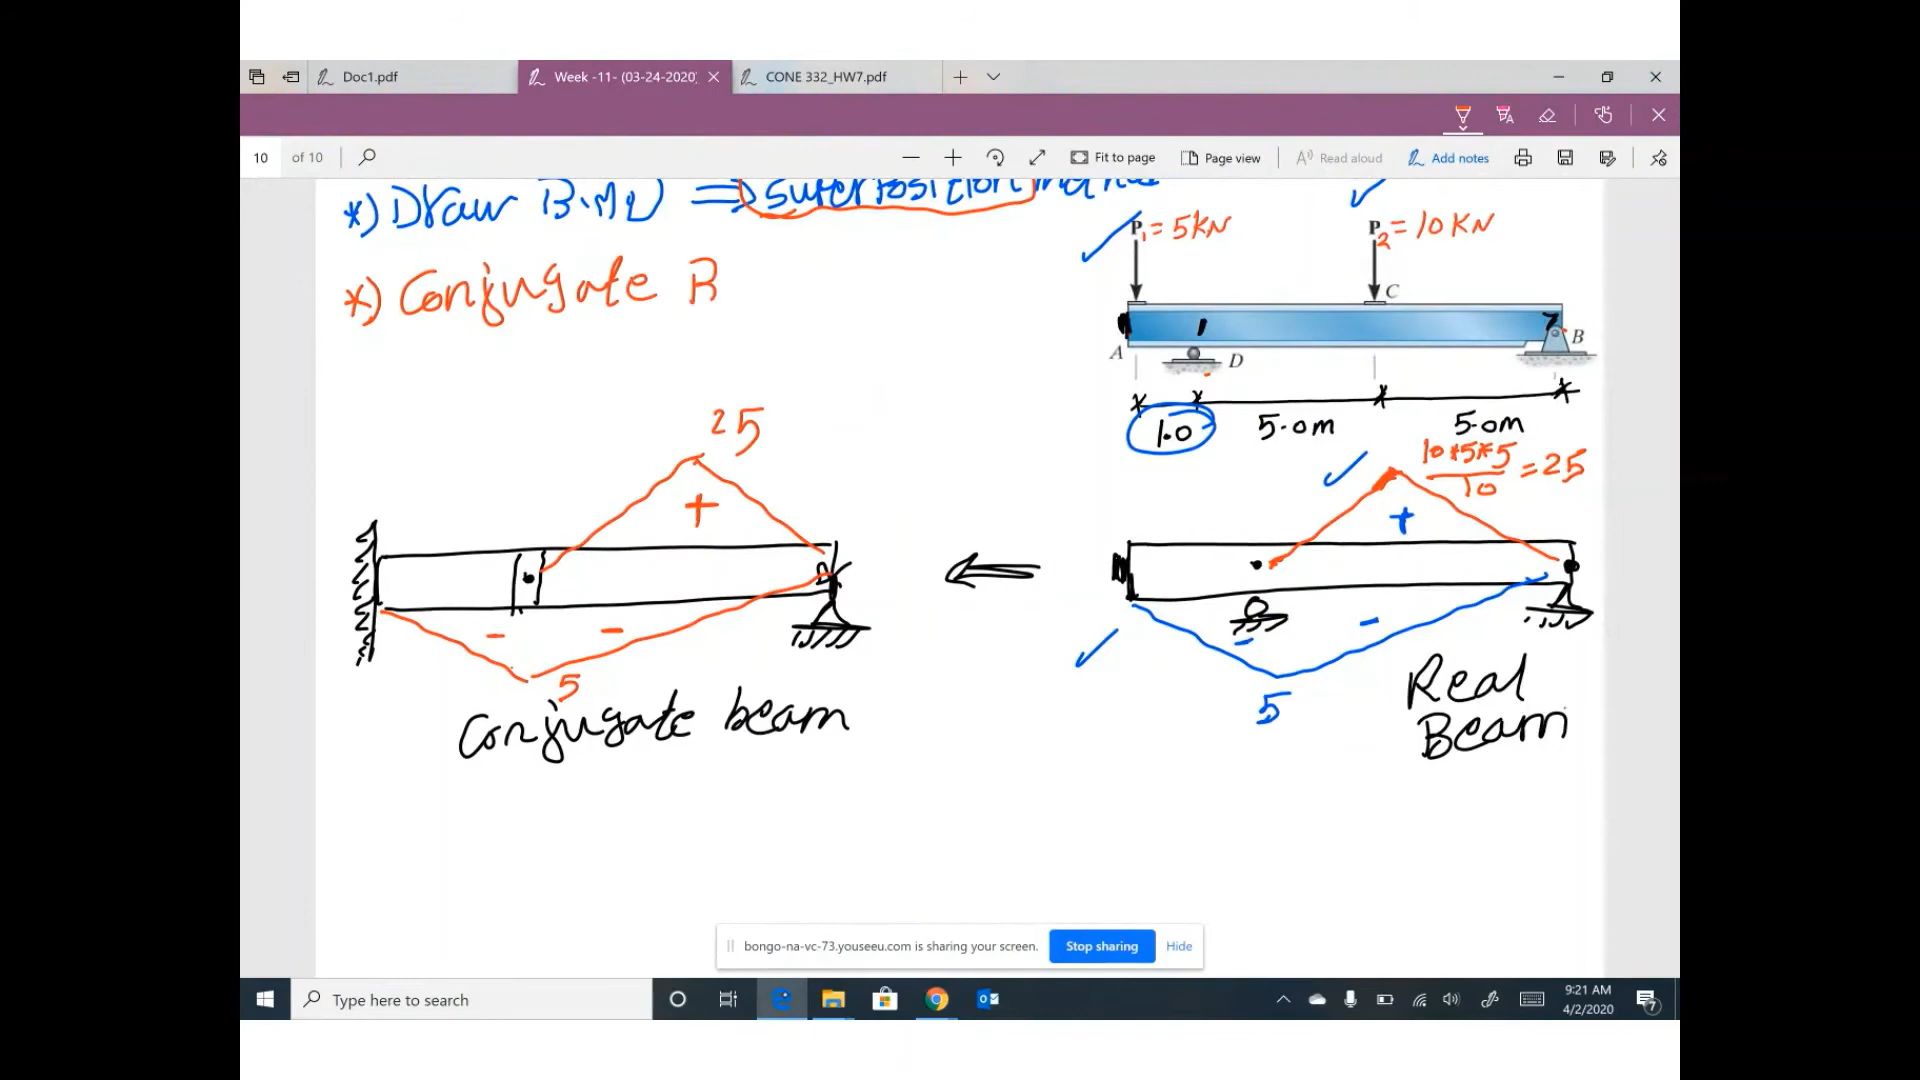 Doc1.pdf
Week -11- (03-24-2020)
CONE 332_HW7.pdf
10 of 10
Fit to page
Page view
Read aloud
Add notes
*) Draw B.MD ⇒ superposition
*) Conjugate B
P1 = 5KN
P2 = 10 KN
C
A
D
B
1.0
5.0m
5.0m
25
+
-
-
5
Conjugate beam
10*5*5
10
= 25
+
-
-
5
Real
Beam
bongo-na-vc-73.youseeu.com is sharing your screen.
Stop sharing
Hide
Type here to search
9:21 AM
4/2/2020
7